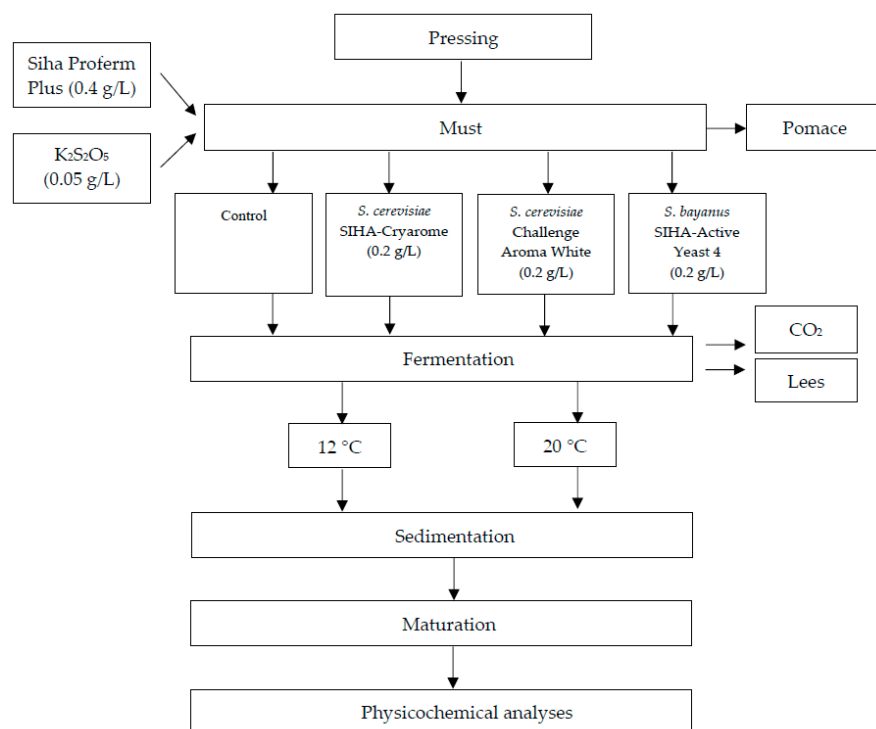 Pressing
Siha Proferm
Plus (0.4 g/L)
Must
Pomace
K₂S₂O₅
(0.05 g/L)
Control
S. cerevisiae
SIHA-Cryarome
(0.2 g/L)
S. cerevisiae
Challenge
Aroma White
(0.2 g/L)
S. bayanus
SIHA-Active
Yeast 4
(0.2 g/L)
CO₂
Fermentation
Lees
12 °C
20 °C
Sedimentation
Maturation
Physicochemical analyses